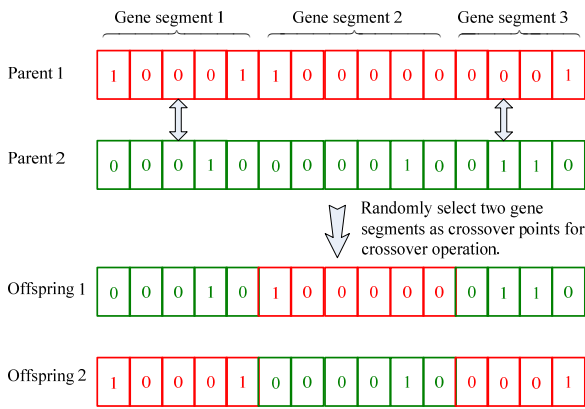 Gene segment 1 Gene segment 2 Gene segment 3
Parent 1 1 0 0 0 1 1 0 0 0 0 0 0 0 0 1
Parent 2 0 0 0 1 0 0 0 0 0 1 0 0 1 1 0
Randomly select two gene
segments as crossover points for
crossover operation.
Offspring 1 0 0 0 1 0 1 0 0 0 0 0 0 1 1 0
Offspring 2 1 0 0 0 1 0 0 0 0 1 0 0 0 0 1